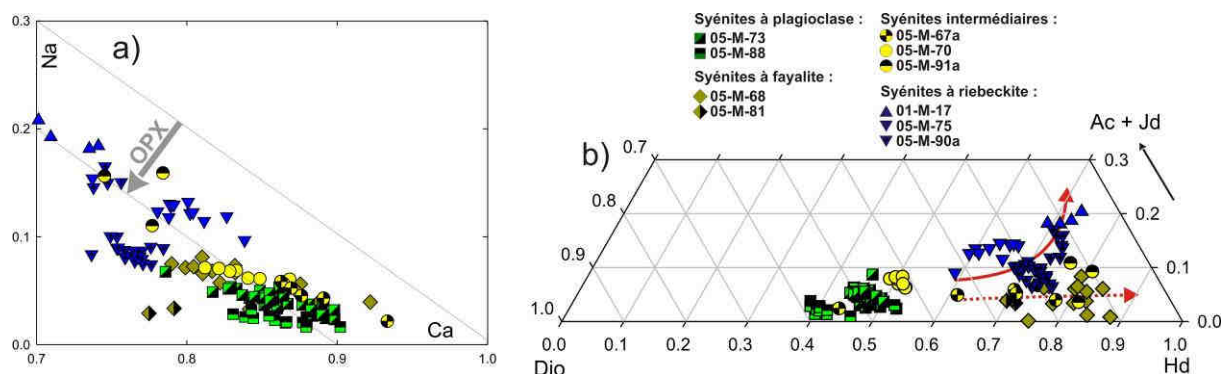 0.3
Na
a)
0.2
OPX
0.1
Ca
0.0
0.7
0.8
0.9
1.0
Syénites à plagioclase :
05-M-73
05-M-88
Syénites à fayalite :
05-M-68
05-M-81
Syénites intermédiaires :
05-M-67a
05-M-70
05-M-91a
Syénites à riebeckite :
01-M-17
05-M-75
05-M-90a
b)
Ac + Jd
0.7
0.3
0.8
0.2
0.9
0.1
1.0
0.0
0.0
0.1
0.2
0.3
0.4
0.5
0.6
0.7
0.8
0.9
1.0
Dio
Hd